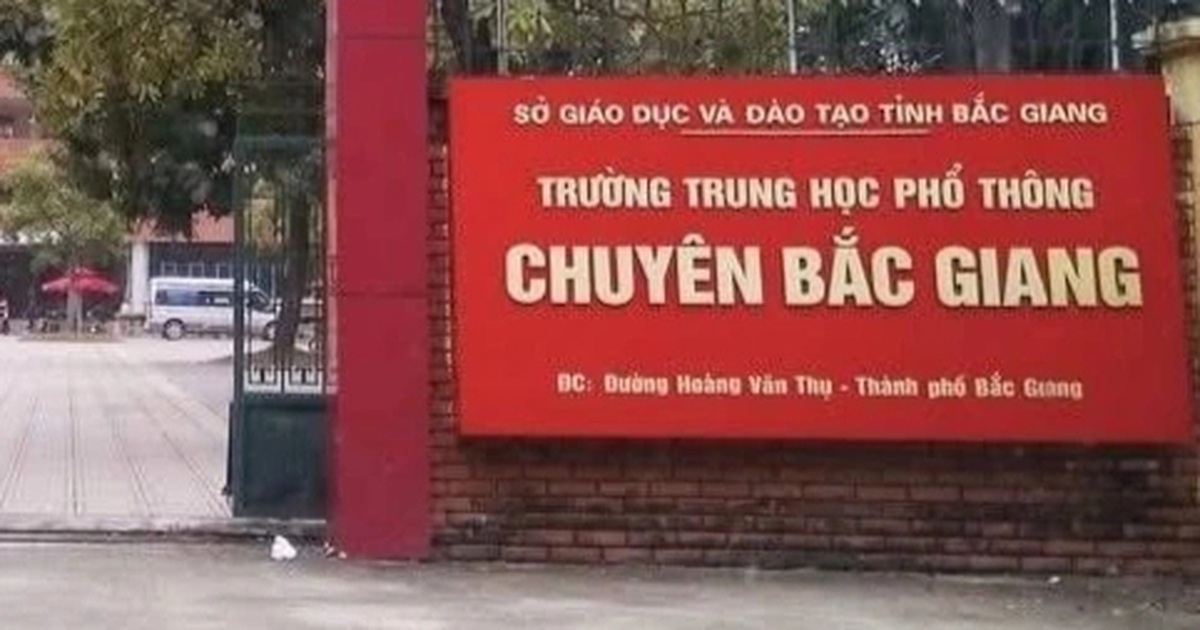 SỞ GIÁO DỤC VÀ ĐÀO TẠO TỈNH BẮC GIANG
TRƯỜNG TRUNG HỌC PHỔ THÔNG
CHUYÊN BẮC GIANG
ĐC: Đường Hoàng Văn Thụ - Thành phố Bắc Giang